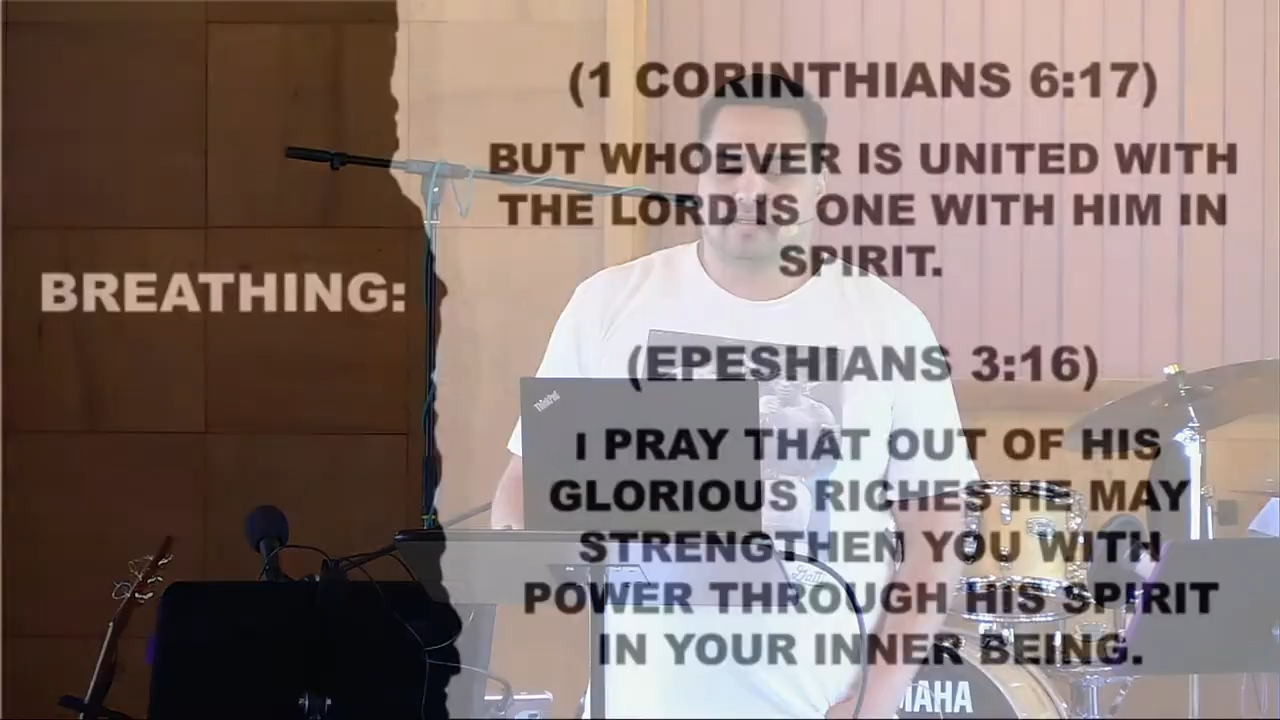 BREATHING:
(1 CORINTHIANS 6:17)
BUT WHOEVER IS UNITED WITH
THE LORD IS ONE WITH HIM IN
SPIRIT.
(EPESHIANS 3:16)
I PRAY THAT OUT OF HIS
GLORIOUS RICHES HE MAY
STRENGTHEN YOU WITH
POWER THROUGH HIS SPIRIT
IN YOUR INNER BEING.
ThinkPad